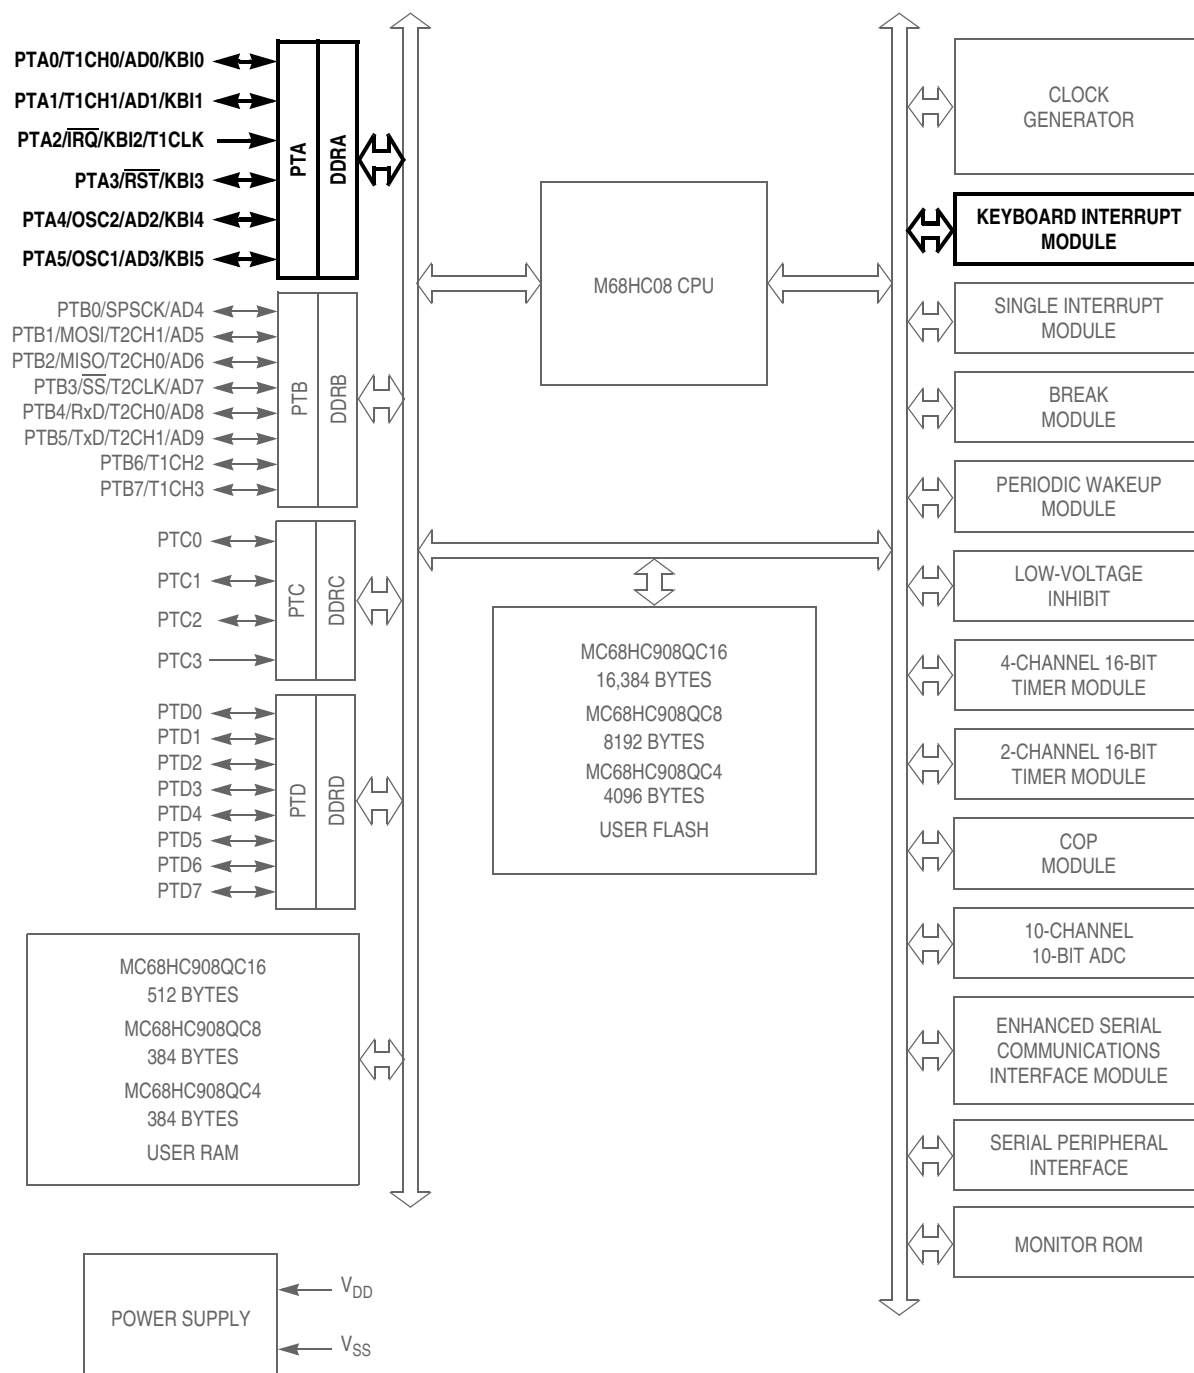 PTA0/T1CH0/AD0/KBI0
PTA1/T1CH1/AD1/KBI1
PTA2/I̅R̅Q̅/KBI2/T1CLK
PTA3/R̅S̅T̅/KBI3
PTA4/OSC2/AD2/KBI4
PTA5/OSC1/AD3/KBI5
PTA
DDRA
PTB0/SPSCK/AD4
PTB1/MOSI/T2CH1/AD5
PTB2/MISO/T2CH0/AD6
PTB3/S̅S̅/T2CLK/AD7
PTB4/RxD/T2CH0/AD8
PTB5/TxD/T2CH1/AD9
PTB6/T1CH2
PTB7/T1CH3
PTB
DDRB
PTC0
PTC1
PTC2
PTC3
PTC
DDRC
PTD0
PTD1
PTD2
PTD3
PTD4
PTD5
PTD6
PTD7
PTD
DDRD
MC68HC908QC16
512 BYTES
MC68HC908QC8
384 BYTES
MC68HC908QC4
384 BYTES
USER RAM
POWER SUPPLY
VDD
VSS
M68HC08 CPU
MC68HC908QC16
16,384 BYTES
MC68HC908QC8
8192 BYTES
MC68HC908QC4
4096 BYTES
USER FLASH
CLOCK
GENERATOR
KEYBOARD INTERRUPT
MODULE
SINGLE INTERRUPT
MODULE
BREAK
MODULE
PERIODIC WAKEUP
MODULE
LOW-VOLTAGE
INHIBIT
4-CHANNEL 16-BIT
TIMER MODULE
2-CHANNEL 16-BIT
TIMER MODULE
COP
MODULE
10-CHANNEL
10-BIT ADC
ENHANCED SERIAL
COMMUNICATIONS
INTERFACE MODULE
SERIAL PERIPHERAL
INTERFACE
MONITOR ROM